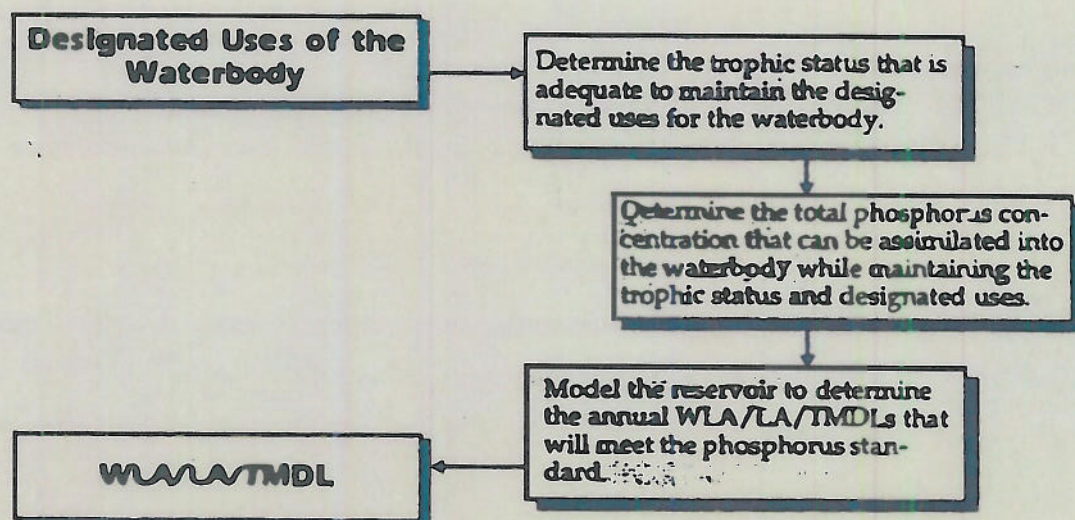 Designated Uses of the
Waterbody
Determine the trophic status that is
adequate to maintain the desig-
nated uses for the waterbody.
Determine the total phosphorus con-
centration that can be assimilated into
the waterbody while maintaining the
trophic status and designated uses.
Model the reservoir to determine
the annual WLA/LA/TMDLs that
will meet the phosphorus stan-
dard.
WLA/LA/TMDL